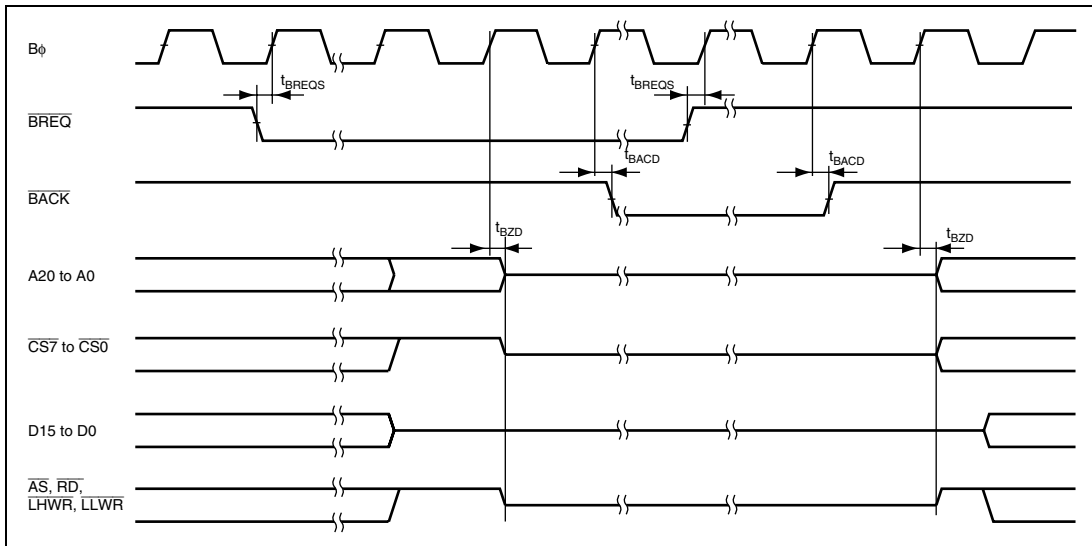 Bφ
tBREQS
tBREQS
BREQ
tBACD
tBACD
BACK
tBZD
tBZD
A20 to A0
CS7 to CS0
D15 to D0
AS, RD,
LHWR, LLWR